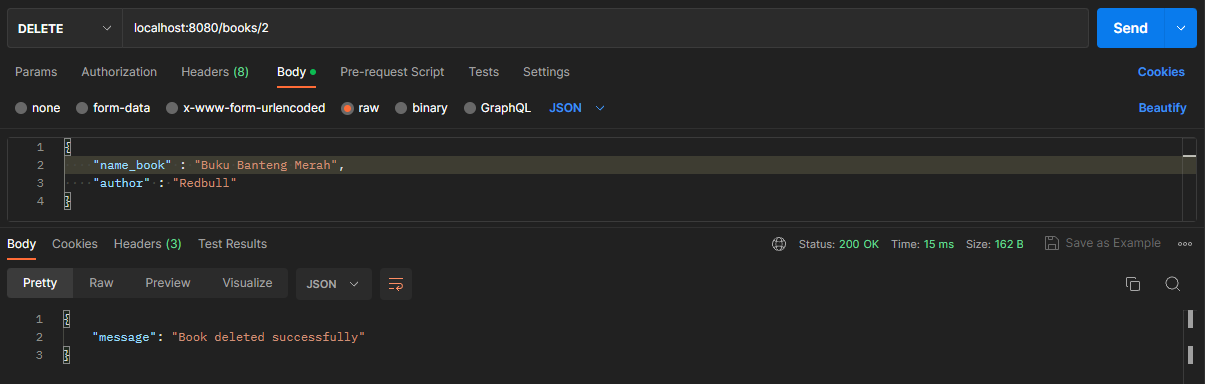 DELETE localhost:8080/books/2 Send
Params Authorization Headers (8) Body Pre-request Script Tests Settings Cookies
none form-data x-www-form-urlencoded raw binary GraphQL JSON Beautify
1 {
2 "name_book" : "Buku Banteng Merah",
3 "author" : "Redbull"
4 }
Body Cookies Headers (3) Test Results Status: 200 OK Time: 15 ms Size: 162 B Save as Example
Pretty Raw Preview Visualize JSON
1 {
2 "message": "Book deleted successfully"
3 }